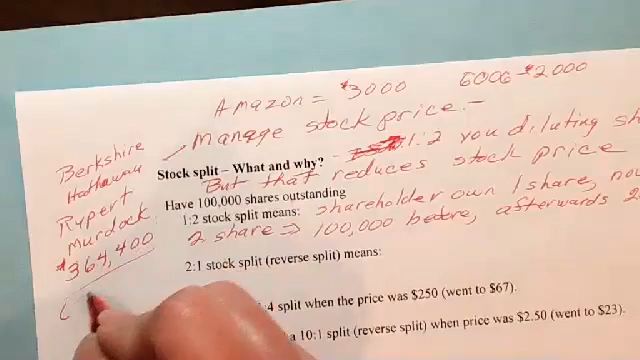 Amazon = $3000
GOOG $2,000
Manage stock price.-
Berkshire
Hathaway
Rypert
Murdock
$364,400
Stock split – What and why? - 1:2 you diluting sh
But that reduces stock price
Have 100,000 shares outstanding
1:2 stock split means: shareholder own 1 share, now
2 share ⇒ 100,000 before, afterwards 2
2:1 stock split (reverse split) means:
:4 split when the price was $250 (went to $67).
a 10:1 split (reverse split) when price was $2.50 (went to $23).